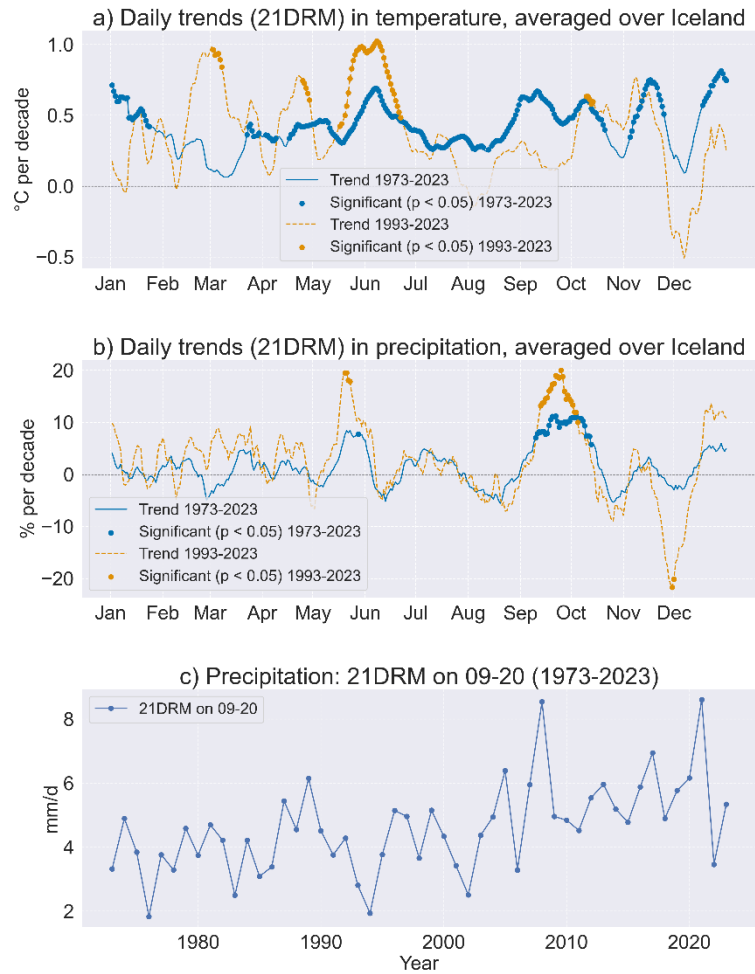 a) Daily trends (21DRM) in temperature, averaged over Iceland
1.0
0.5
0.0
−0.5
°C per decade
Trend 1973-2023
Significant (p < 0.05) 1973-2023
Trend 1993-2023
Significant (p < 0.05) 1993-2023
Jan Feb Mar Apr May Jun Jul Aug Sep Oct Nov Dec
b) Daily trends (21DRM) in precipitation, averaged over Iceland
20
10
0
−10
−20
% per decade
Trend 1973-2023
Significant (p < 0.05) 1973-2023
Trend 1993-2023
Significant (p < 0.05) 1993-2023
Jan Feb Mar Apr May Jun Jul Aug Sep Oct Nov Dec
c) Precipitation: 21DRM on 09-20 (1973-2023)
21DRM on 09-20
8
6
4
2
mm/d
1980 1990 2000 2010 2020
Year